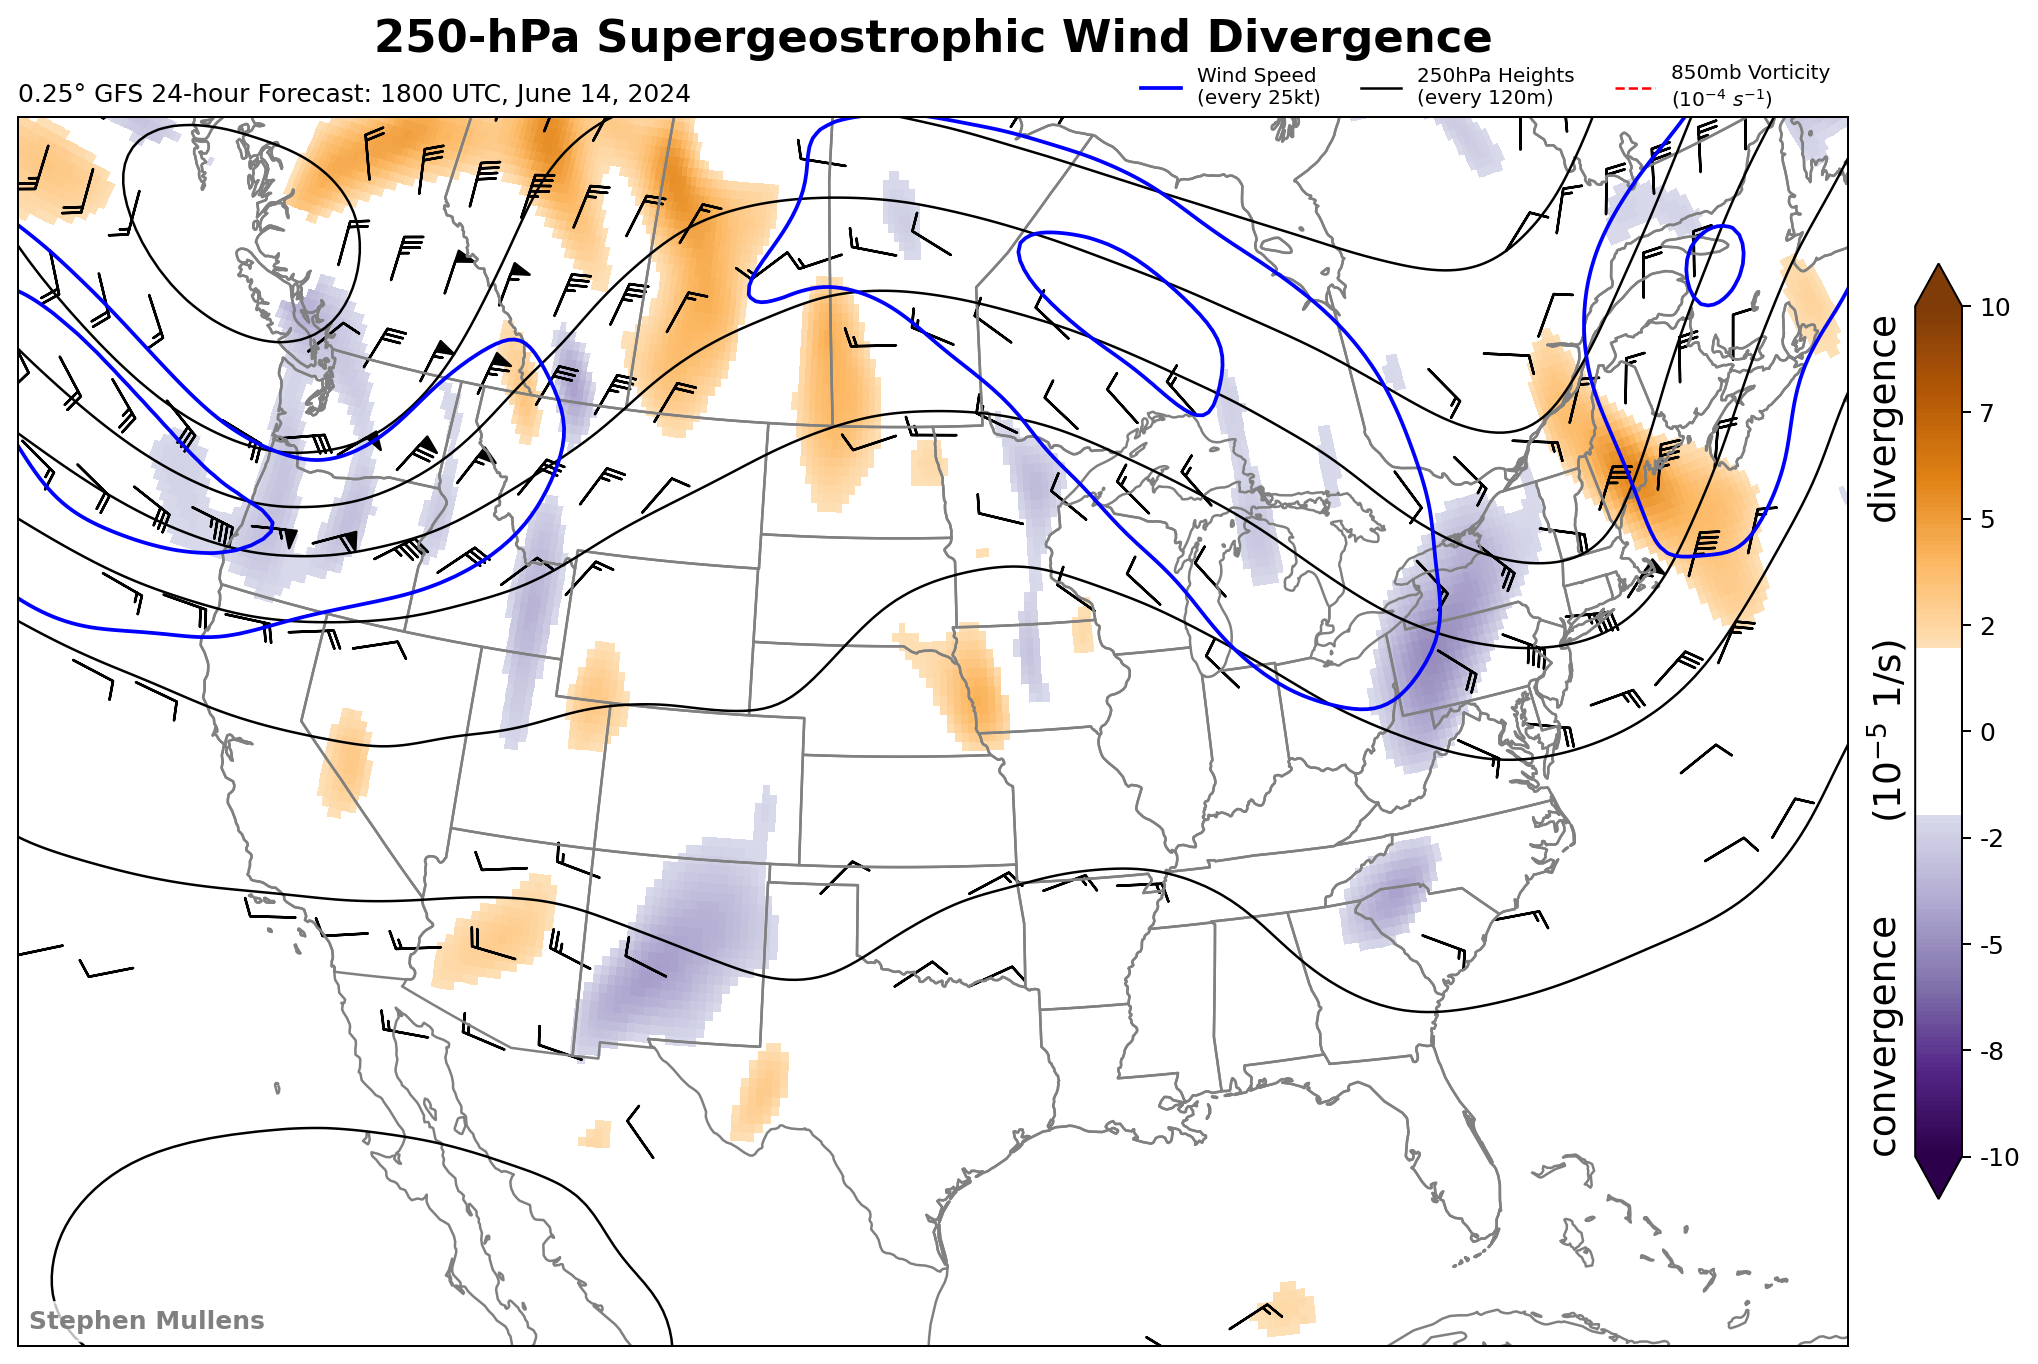 250-hPa Supergeostrophic Wind Divergence
0.25° GFS 24-hour Forecast: 1800 UTC, June 14, 2024
Wind Speed
(every 25kt)
250hPa Heights
(every 120m)
850mb Vorticity
(10⁻⁴ s⁻¹)
10
7
5
2
0
-2
-5
-8
-10
convergence (10⁻⁵ 1/s) divergence
Stephen Mullens